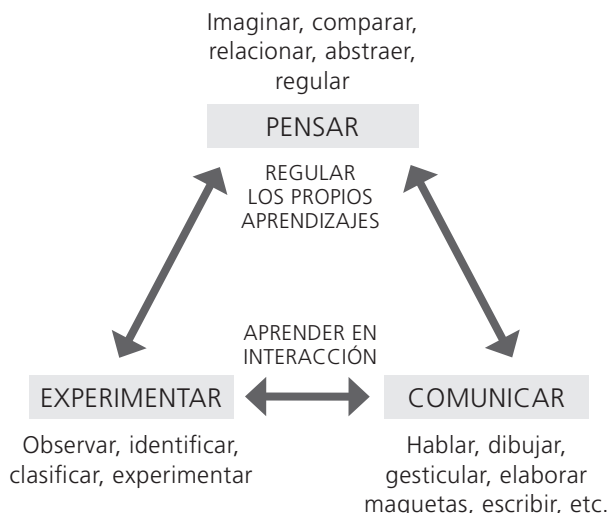 Imaginar, comparar,
relacionar, abstraer,
regular
PENSAR
REGULAR
LOS PROPIOS
APRENDIZAJES
APRENDER EN
INTERACCIÓN
EXPERIMENTAR
COMUNICAR
Observar, identificar,
clasificar, experimentar
Hablar, dibujar,
gesticular, elaborar
maquetas, escribir, etc.